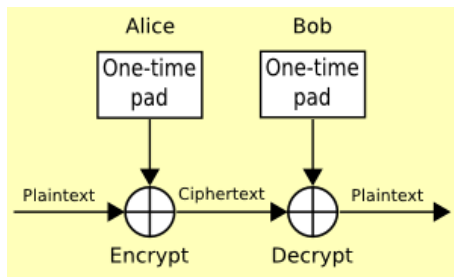 Alice
Bob
One-time
pad
One-time
pad
Plaintext
Ciphertext
Plaintext
Encrypt
Decrypt